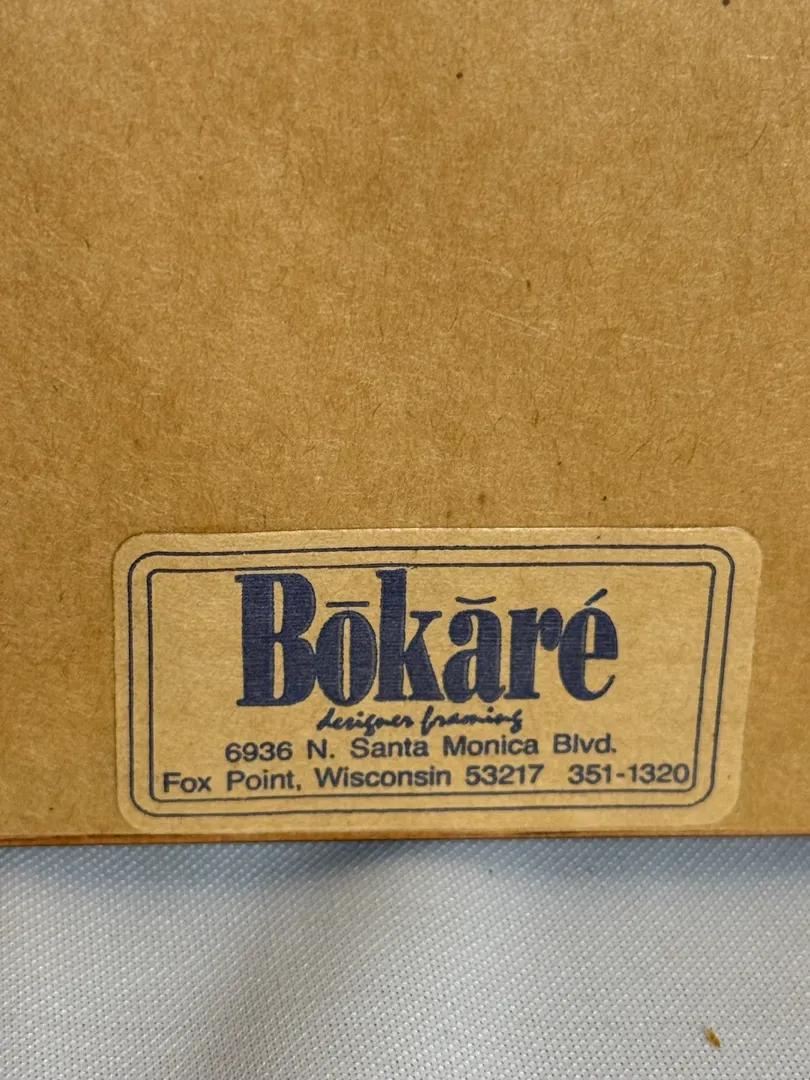 Bōkăré
designer framing
6936 N. Santa Monica Blvd.
Fox Point, Wisconsin 53217 351-1320